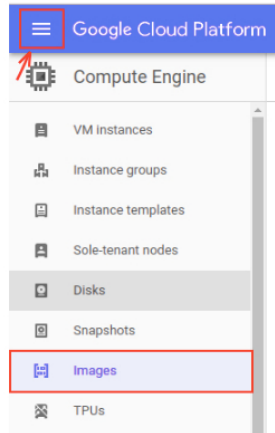 Google Cloud Platform
Compute Engine
VM instances
Instance groups
Instance templates
Sole-tenant nodes
Disks
Snapshots
Images
TPUs